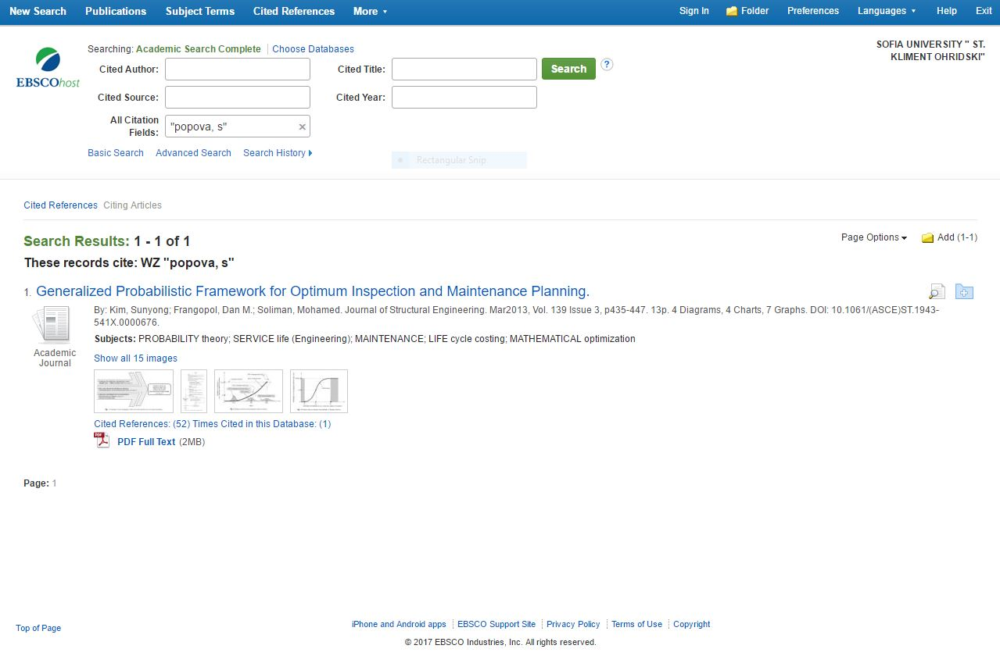 New Search Publications Subject Terms Cited References More
Sign In Folder Preferences Languages Help Exit
SOFIA UNIVERSITY " ST. KLIMENT OHRIDSKI"
EBSCOhost
Searching: Academic Search Complete Choose Databases
Cited Author: Cited Title: Search ?
Cited Source: Cited Year:
All Citation Fields: "popova, s" ×
Basic Search Advanced Search Search History
Rectangular Snip
Cited References Citing Articles
Search Results: 1 - 1 of 1
Page Options Add (1-1)
These records cite: WZ "popova, s"
1. Generalized Probabilistic Framework for Optimum Inspection and Maintenance Planning.
By: Kim, Sunyong; Frangopol, Dan M.; Soliman, Mohamed. Journal of Structural Engineering. Mar2013, Vol. 139 Issue 3, p435-447. 13p. 4 Diagrams, 4 Charts, 7 Graphs. DOI: 10.1061/(ASCE)ST.1943-
541X.0000676.
Academic
Journal
Subjects: PROBABILITY theory; SERVICE life (Engineering); MAINTENANCE; LIFE cycle costing; MATHEMATICAL optimization
Show all 15 images
Cited References: (52) Times Cited in this Database: (1)
PDF PDF Full Text (2MB)
Page: 1
Top of Page
iPhone and Android apps EBSCO Support Site Privacy Policy Terms of Use Copyright
© 2017 EBSCO Industries, Inc. All rights reserved.